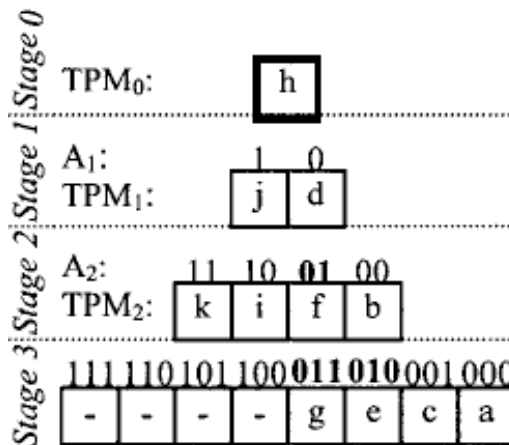 Stage 0
TPM₀:
h
Stage 1
A₁:
1 0
TPM₁:
j d
Stage 2
A₂:
11 10 01 00
TPM₂:
k i f b
Stage 3
111 110 101 100 011 010 001 000
- - - - g e c a